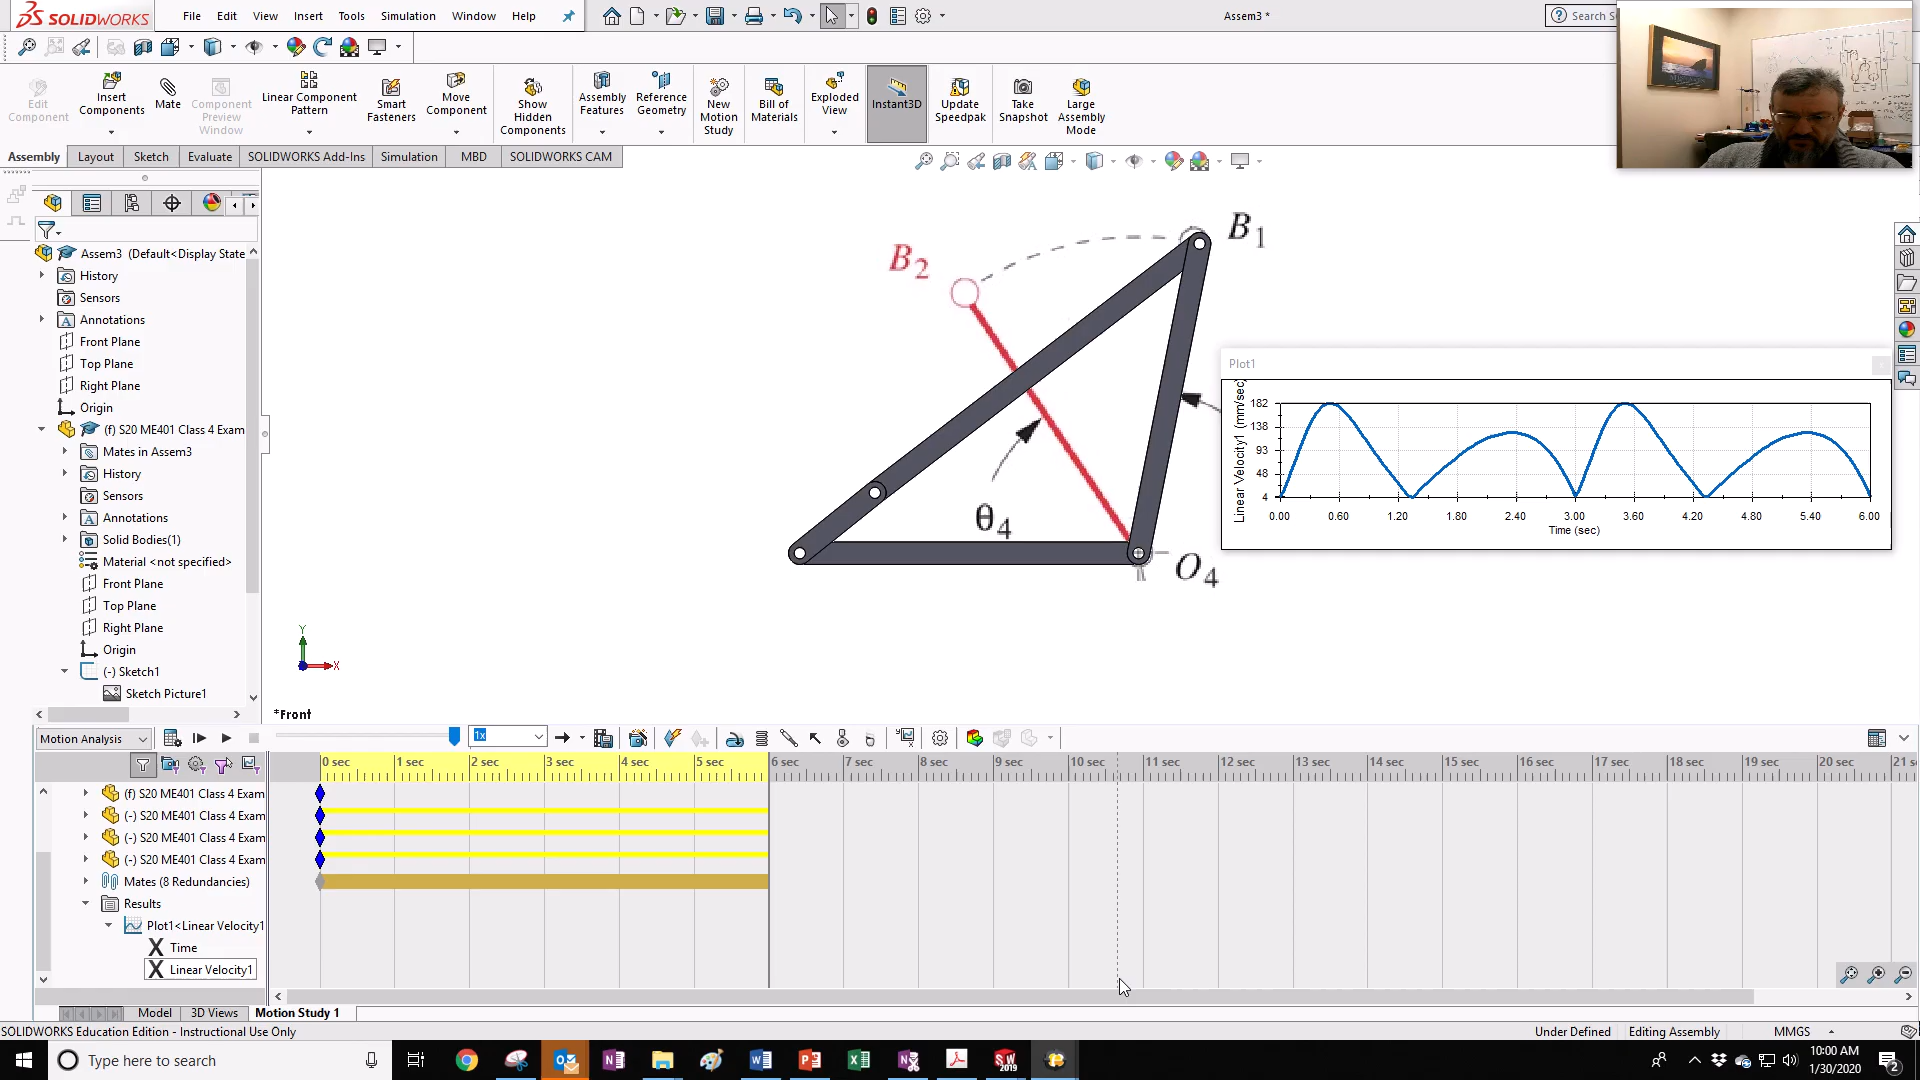 SOLIDWORKS
File Edit View Insert Tools Simulation Window Help
Assem3 *
Search S
Edit Component
Insert Components
Mate
Component Preview Window
Linear Component Pattern
Smart Fasteners
Move Component
Show Hidden Components
Assembly Features
Reference Geometry
New Motion Study
Bill of Materials
Exploded View
Instant3D
Update Speedpak
Take Snapshot
Large Assembly Mode
Assembly Layout Sketch Evaluate SOLIDWORKS Add-Ins Simulation MBD SOLIDWORKS CAM
Assem3 (Default<Display State
History
Sensors
Annotations
Front Plane
Top Plane
Right Plane
Origin
(f) S20 ME401 Class 4 Exam
Mates in Assem3
History
Sensors
Annotations
Solid Bodies(1)
Material <not specified>
Front Plane
Top Plane
Right Plane
Origin
(-) Sketch1
Sketch Picture1
B1
B2
θ4
O4
Y
X
*Front
Plot1
Linear Velocity1 (mm/sec
182
138
93
48
4
0.00 0.60 1.20 1.80 2.40 3.00 3.60 4.20 4.80 5.40 6.00
Time (sec)
Motion Analysis
1x
0 sec 1 sec 2 sec 3 sec 4 sec 5 sec 6 sec 7 sec 8 sec 9 sec 10 sec 11 sec 12 sec 13 sec 14 sec 15 sec 16 sec 17 sec 18 sec 19 sec 20 sec 21 s
(f) S20 ME401 Class 4 Exam
(-) S20 ME401 Class 4 Exam
(-) S20 ME401 Class 4 Exam
(-) S20 ME401 Class 4 Exam
Mates (8 Redundancies)
Results
Plot1<Linear Velocity1
Time
Linear Velocity1
Model 3D Views Motion Study 1
SOLIDWORKS Education Edition - Instructional Use Only
Under Defined Editing Assembly MMGS
Type here to search
10:00 AM
1/30/2020
2